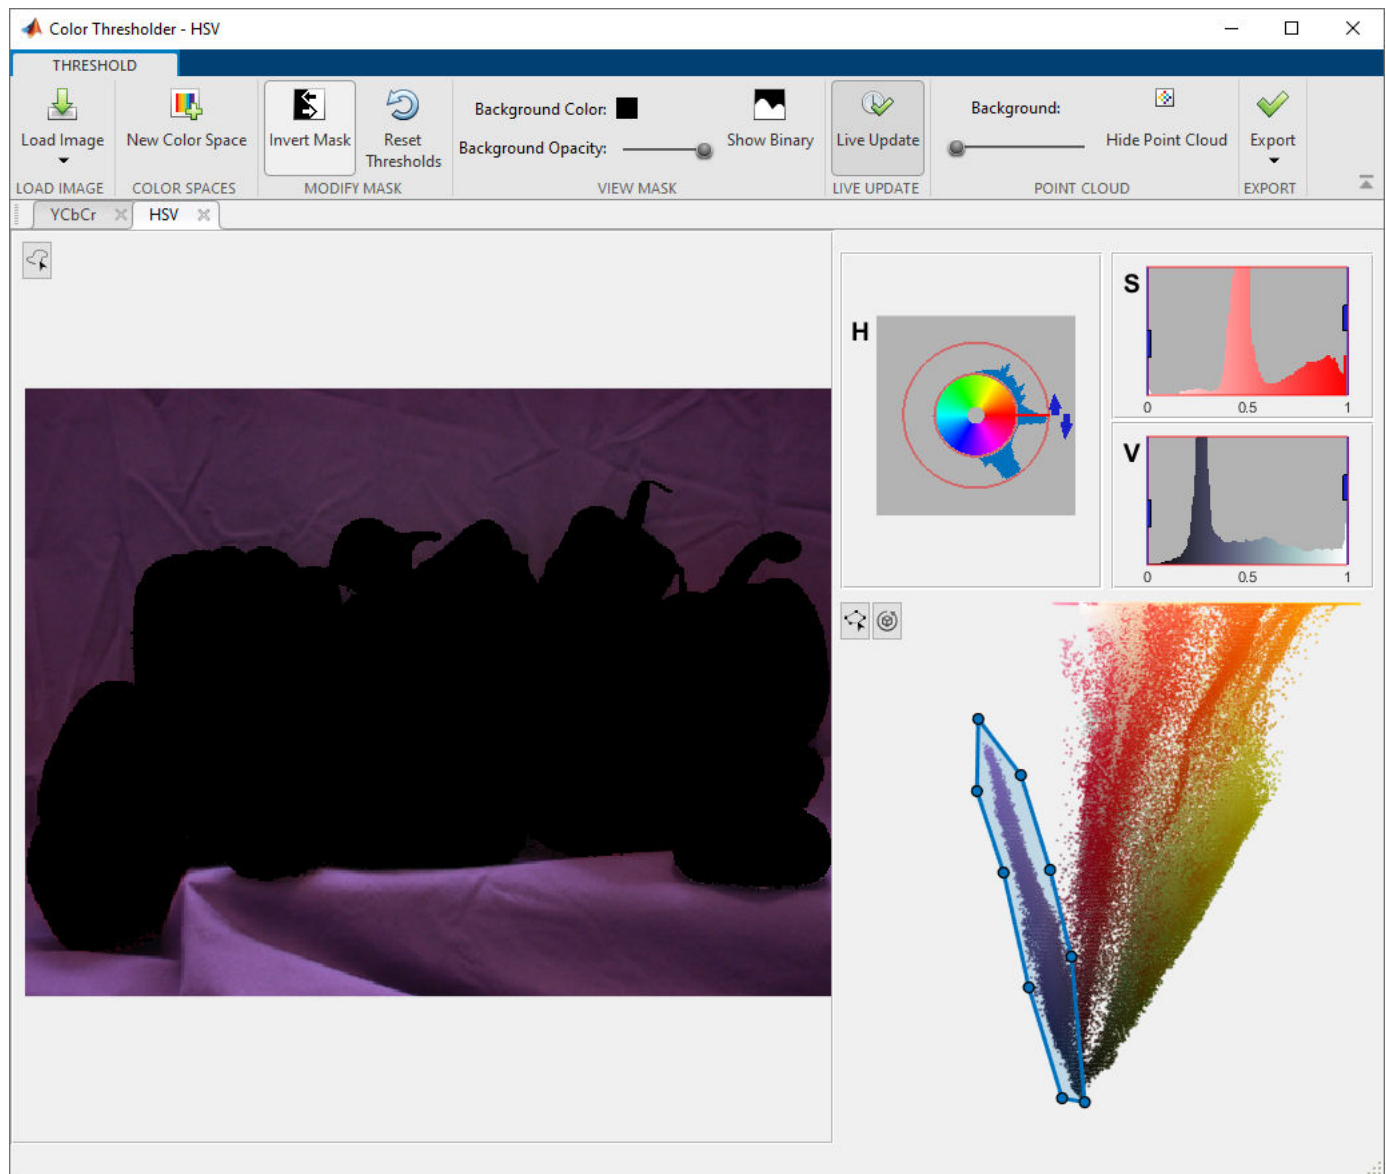 Color Thresholder - HSV
THRESHOLD
Load Image
New Color Space
Invert Mask
Reset
Thresholds
Background Color:
Background Opacity:
Show Binary
Live Update
Background:
Hide Point Cloud
Export
LOAD IMAGE
COLOR SPACES
MODIFY MASK
VIEW MASK
LIVE UPDATE
POINT CLOUD
EXPORT
YCbCr
HSV
H
S
0 0.5 1
V
0 0.5 1